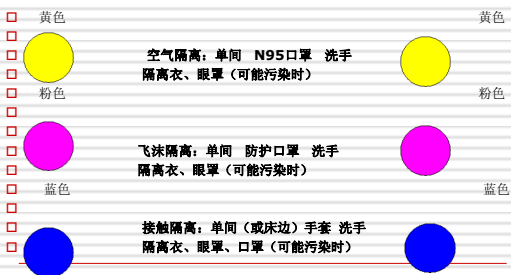 黄色 黄色
空气隔离：单间 N95口罩 洗手
隔离衣、眼罩（可能污染时）
粉色 粉色
飞沫隔离：单间 防护口罩 洗手
隔离衣、眼罩（可能污染时）
蓝色 蓝色
接触隔离：单间（或床边）手套 洗手
隔离衣、眼罩、口罩（可能污染时）